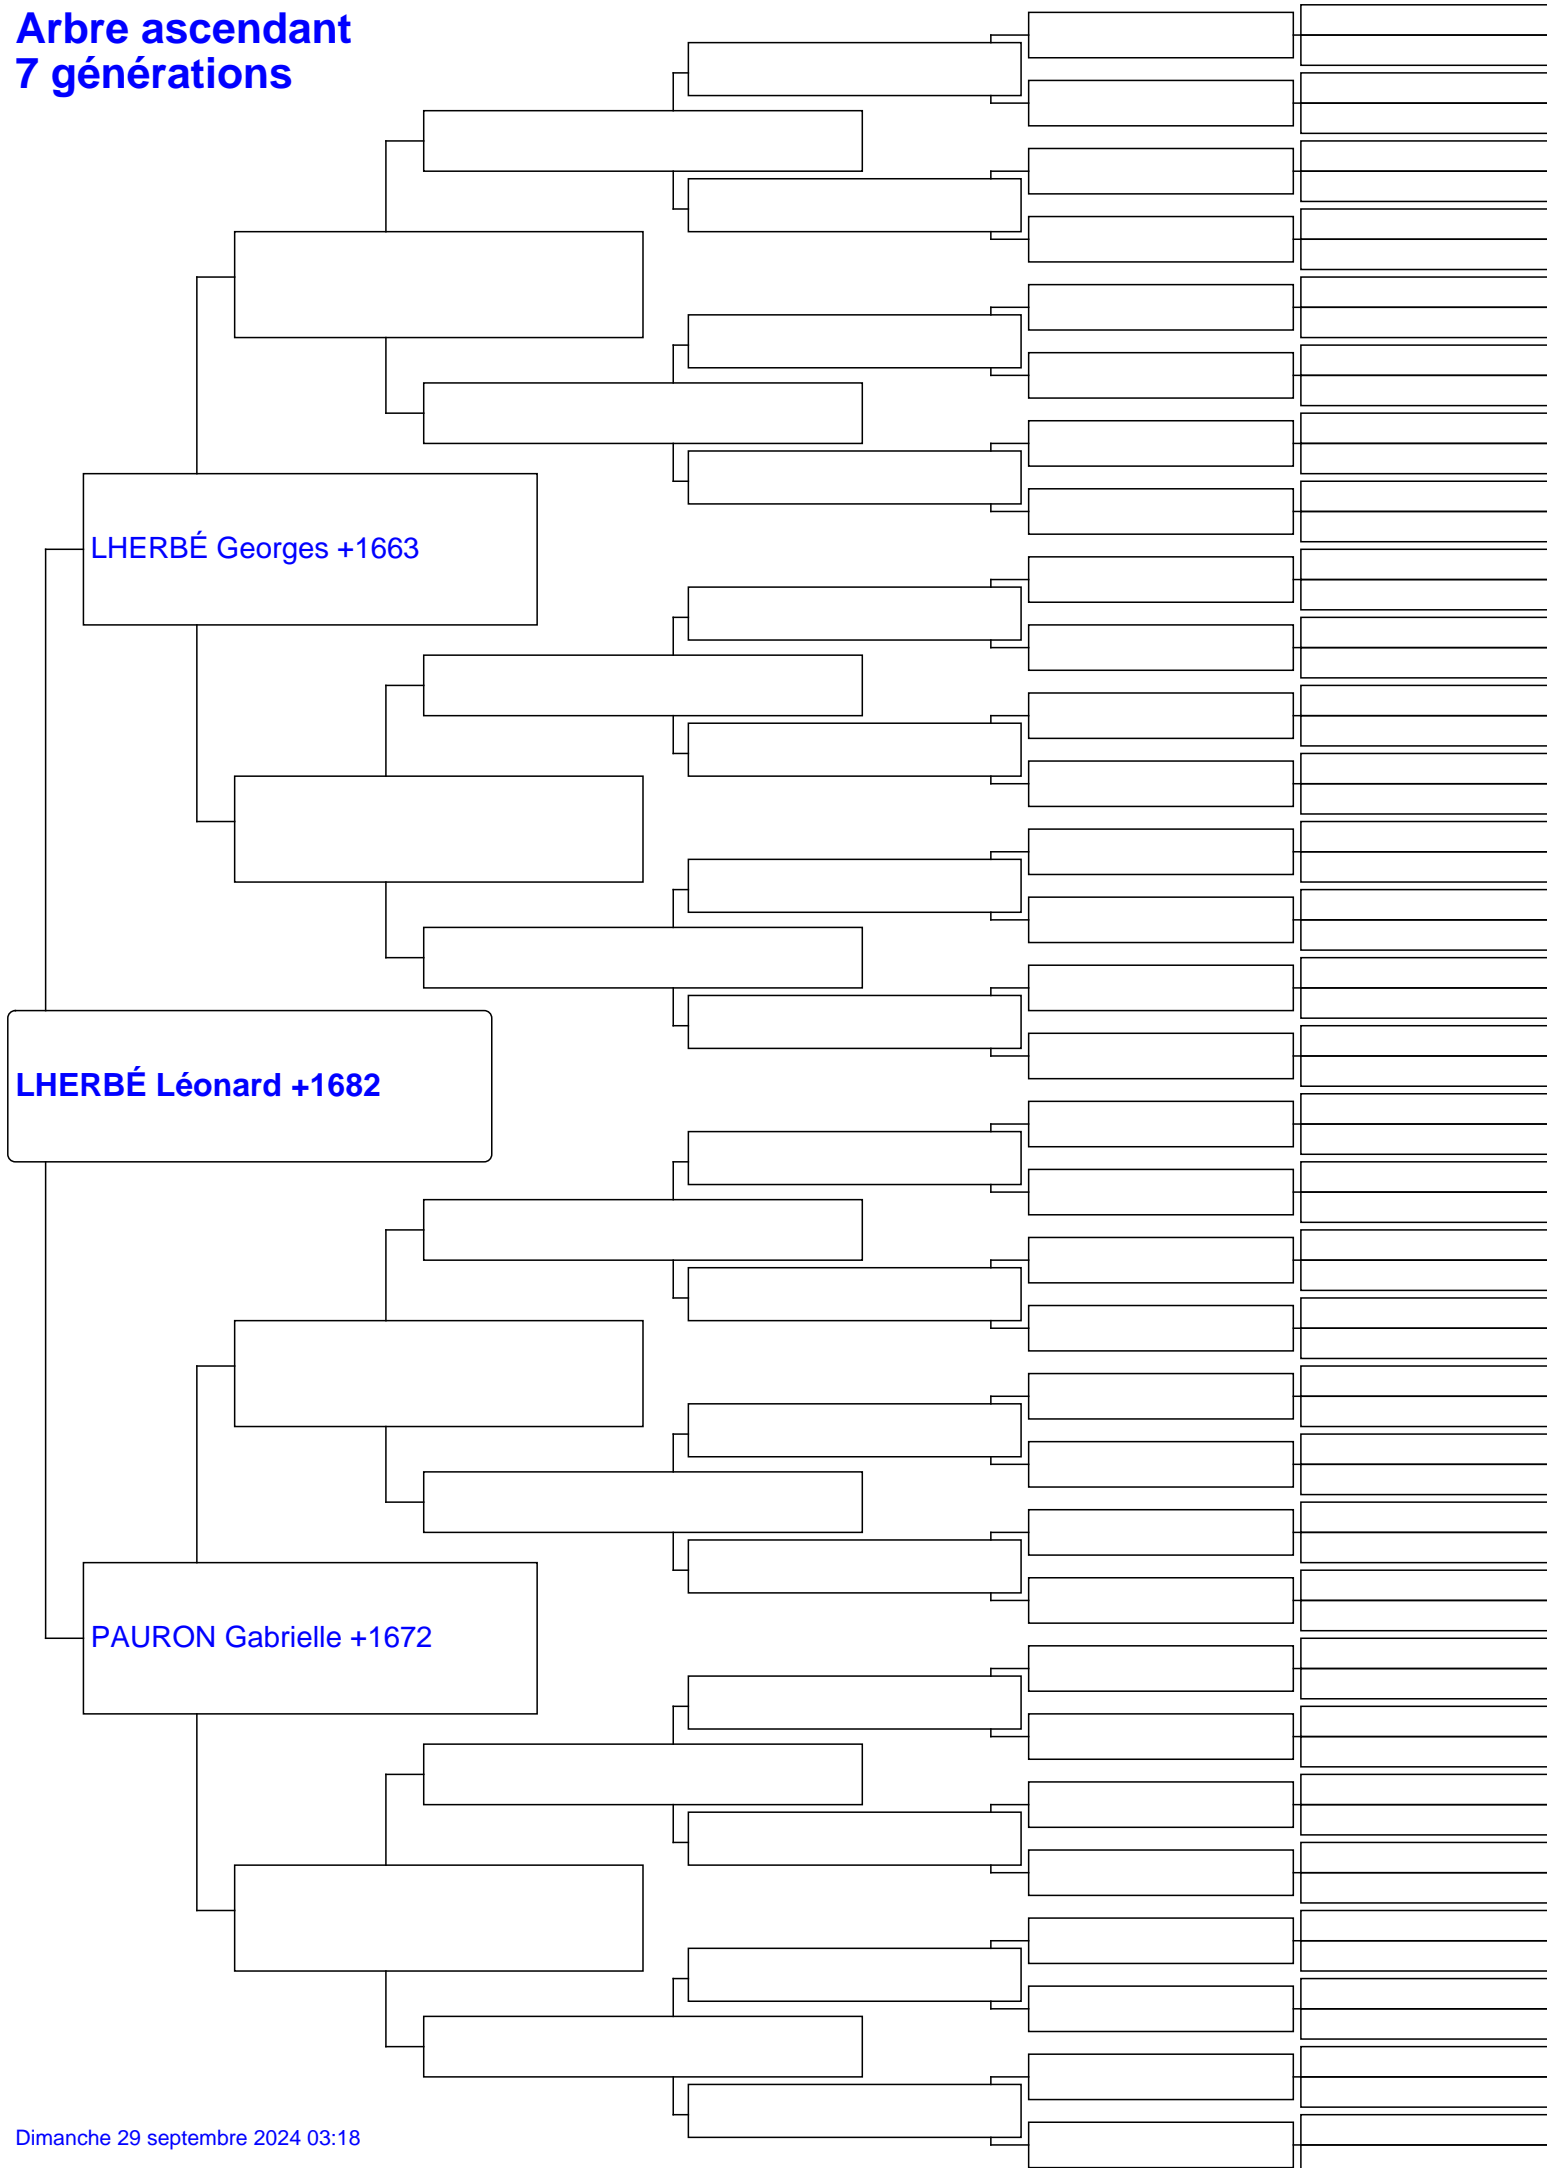 Arbre ascendant
7 générations
LHERBÉ Georges +1663
LHERBÉ Léonard +1682
PAURON Gabrielle +1672
Dimanche 29 septembre 2024 03:18